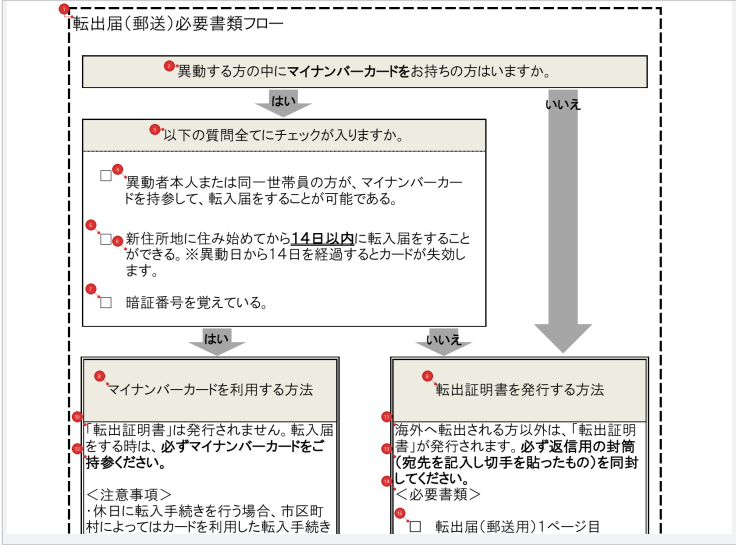 転出届(郵送)必要書類フロー
異動する方の中にマイナンバーカードをお持ちの方はいますか。
はい
いいえ
以下の質問全てにチェックが入りますか。
□ 異動者本人または同一世帯員の方が、マイナンバーカー
ドを持参して、転入届をすることが可能である。
□ 新住所地に住み始めてから14日以内に転入届をすること
ができる。※異動日から14日を経過するとカードが失効し
ます。
□ 暗証番号を覚えている。
はい
いいえ
マイナンバーカードを利用する方法
「転出証明書」は発行されません。転入届
をする時は、必ずマイナンバーカードをご
持参ください。
<注意事項>
・休日に転入手続きを行う場合、市区町
村によってはカードを利用した転入手続き
転出証明書を発行する方法
海外へ転出される方以外は、「転出証明
書」が発行されます。必ず返信用の封筒
(宛先を記入し切手を貼ったもの)を同封
してください。
<必要書類>
□ 転出届(郵送用)1ページ目